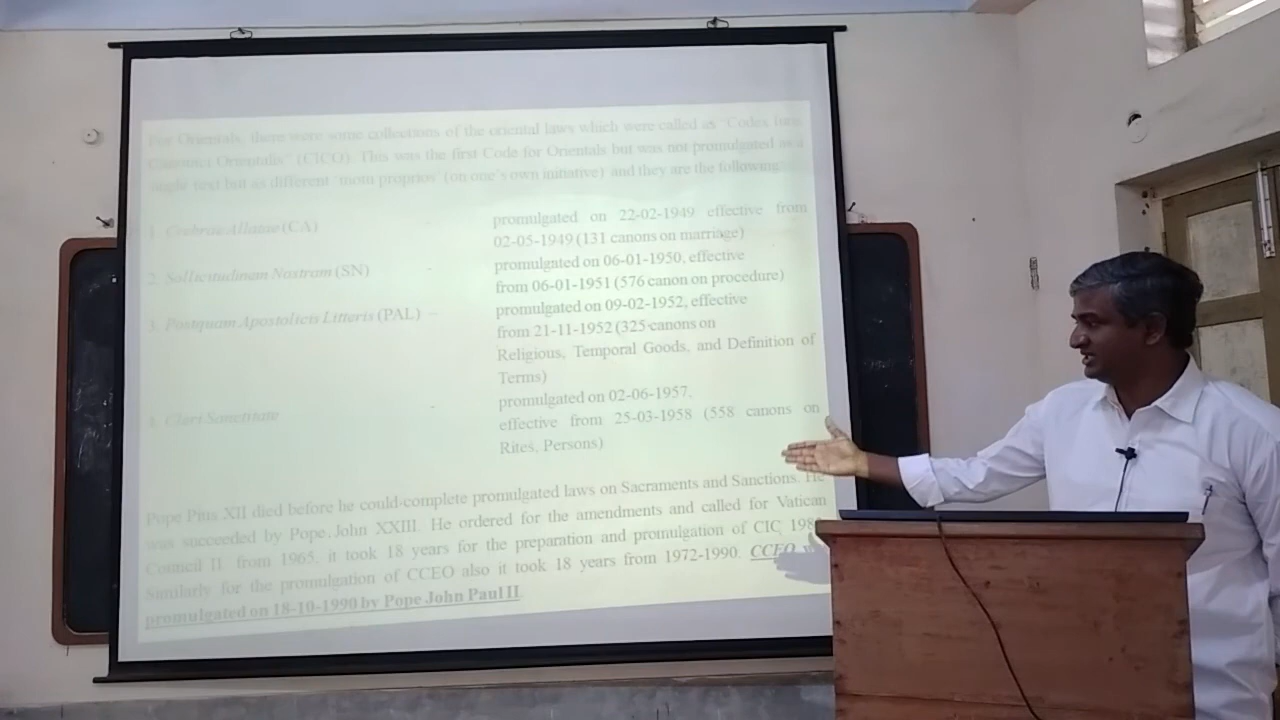 For Orientals, there were some collections of the oriental laws which were called as "Codex Iuris
Canonici Orientalis" (CICO). This was the first Code for Orientals but was not promulgated as a
single text but as different 'motu proprios' (on one's own initiative) and they are the following:
1. Crebrae Allatae (CA) - promulgated on 22-02-1949 effective from
02-05-1949 (131 canons on marriage)
2. Sollicitudinem Nostram (SN) - promulgated on 06-01-1950, effective
from 06-01-1951 (576 canon on procedure)
3. Postquam Apostolicis Litteris (PAL) – promulgated on 09-02-1952, effective
from 21-11-1952 (325 canons on
Religious, Temporal Goods, and Definition of
Terms)
promulgated on 02-06-1957,
4. Cleri Sanctitate - effective from 25-03-1958 (558 canons on
Rites, Persons)
Pope Pius XII died before he could complete promulgated laws on Sacraments and Sanctions. He
was succeeded by Pope John XXIII. He ordered for the amendments and called for Vatican
Council II. from 1965, it took 18 years for the preparation and promulgation of CIC
Similarly for the promulgation of CCEO also it took 18 years from 1972-1990. CCEO
promulgated on 18-10-1990 by Pope John Paul II